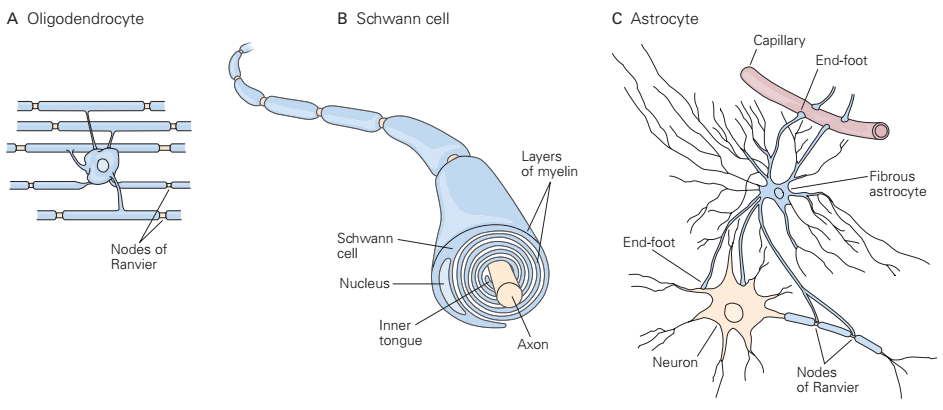 A Oligodendrocyte
Nodes of
Ranvier
B Schwann cell
Layers
of myelin
Schwann
cell
Nucleus
Inner
tongue
Axon
C Astrocyte
Capillary
End-foot
Fibrous
astrocyte
End-foot
Neuron
Nodes
of Ranvier